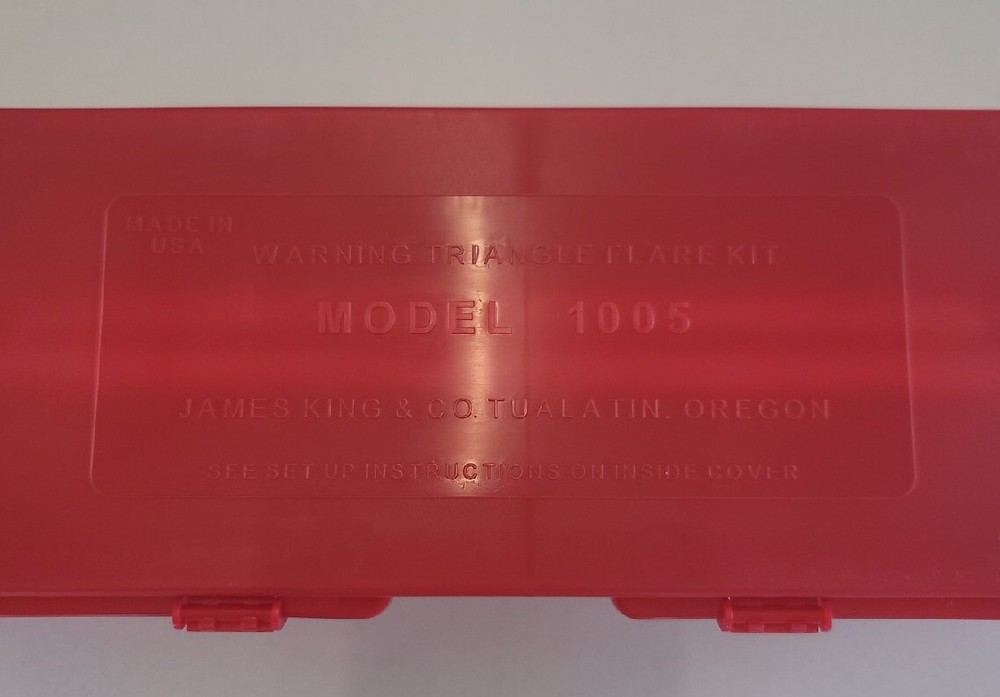 MADE IN
USA
WARNING TRIANGLE FLARE KIT
MODEL 1005
JAMES KING & CO. TUALATIN, OREGON
SEE SET UP INSTRUCTIONS ON INSIDE COVER